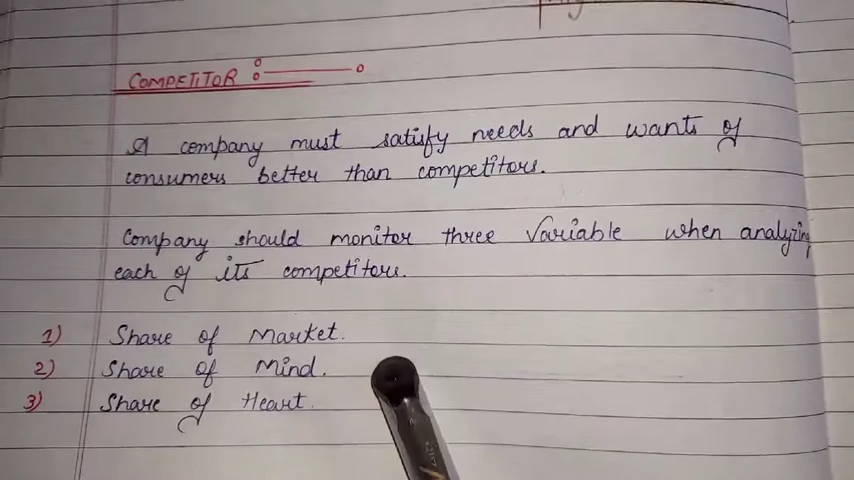 COMPETITOR :-
A company must satisfy needs and wants of
consumers better than competitors.
Company should monitor three variable when analyzing
each of its competitors.
1) Share of Market.
2) Share of Mind.
3) Share of Heart.